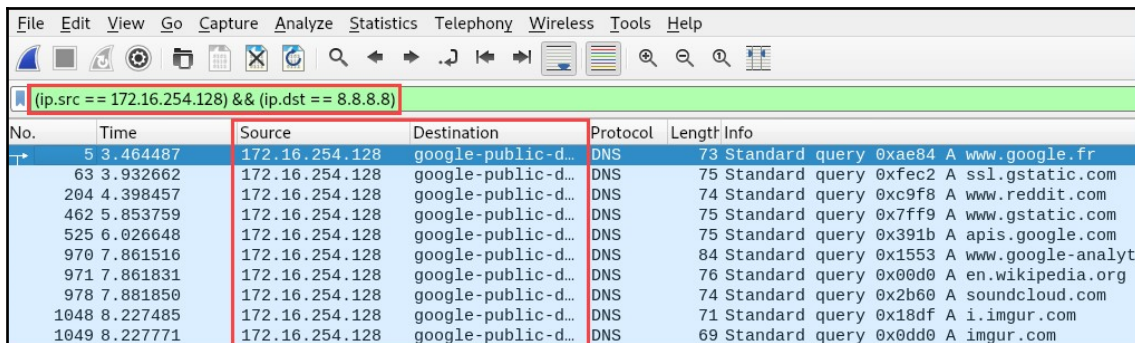 File Edit View Go Capture Analyze Statistics Telephony Wireless Tools Help
(ip.src == 172.16.254.128) && (ip.dst == 8.8.8.8)
No. Time Source Destination Protocol Length Info
5 3.464487 172.16.254.128 google-public-d… DNS 73 Standard query 0xae84 A www.google.fr
63 3.932662 172.16.254.128 google-public-d… DNS 75 Standard query 0xfec2 A ssl.gstatic.com
204 4.398457 172.16.254.128 google-public-d… DNS 74 Standard query 0xc9f8 A www.reddit.com
462 5.853759 172.16.254.128 google-public-d… DNS 75 Standard query 0x7ff9 A www.gstatic.com
525 6.026648 172.16.254.128 google-public-d… DNS 75 Standard query 0x391b A apis.google.com
970 7.861516 172.16.254.128 google-public-d… DNS 84 Standard query 0x1553 A www.google-analyt
971 7.861831 172.16.254.128 google-public-d… DNS 76 Standard query 0x00d0 A en.wikipedia.org
978 7.881850 172.16.254.128 google-public-d… DNS 74 Standard query 0x2b60 A soundcloud.com
1048 8.227485 172.16.254.128 google-public-d… DNS 71 Standard query 0x18df A i.imgur.com
1049 8.227771 172.16.254.128 google-public-d… DNS 69 Standard query 0x0dd0 A imgur.com